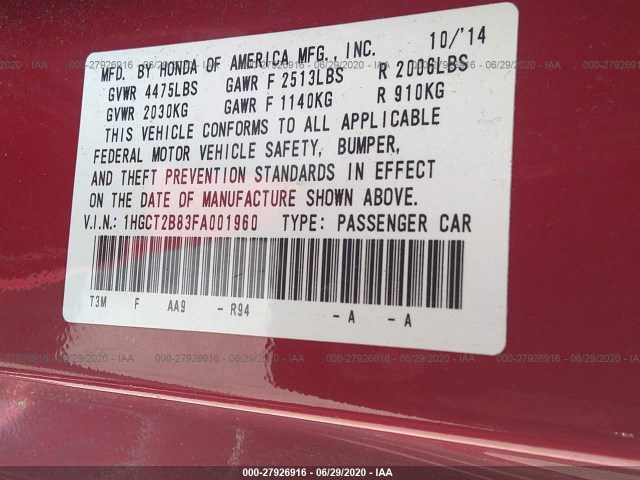 MFD. BY HONDA OF AMERICA MFG., INC. 10/'14
GVWR 4475LBS GAWR F 2513LBS R 2006LBS
GVWR 2030KG GAWR F 1140KG R 910KG
THIS VEHICLE CONFORMS TO ALL APPLICABLE
FEDERAL MOTOR VEHICLE SAFETY, BUMPER,
AND THEFT PREVENTION STANDARDS IN EFFECT
ON THE DATE OF MANUFACTURE SHOWN ABOVE.
V.I.N.: 1HGCT2B83FA001960 TYPE: PASSENGER CAR
T3M F AA9 - R94 - A - A
000-27926916 - 06/29/2020 - IAA